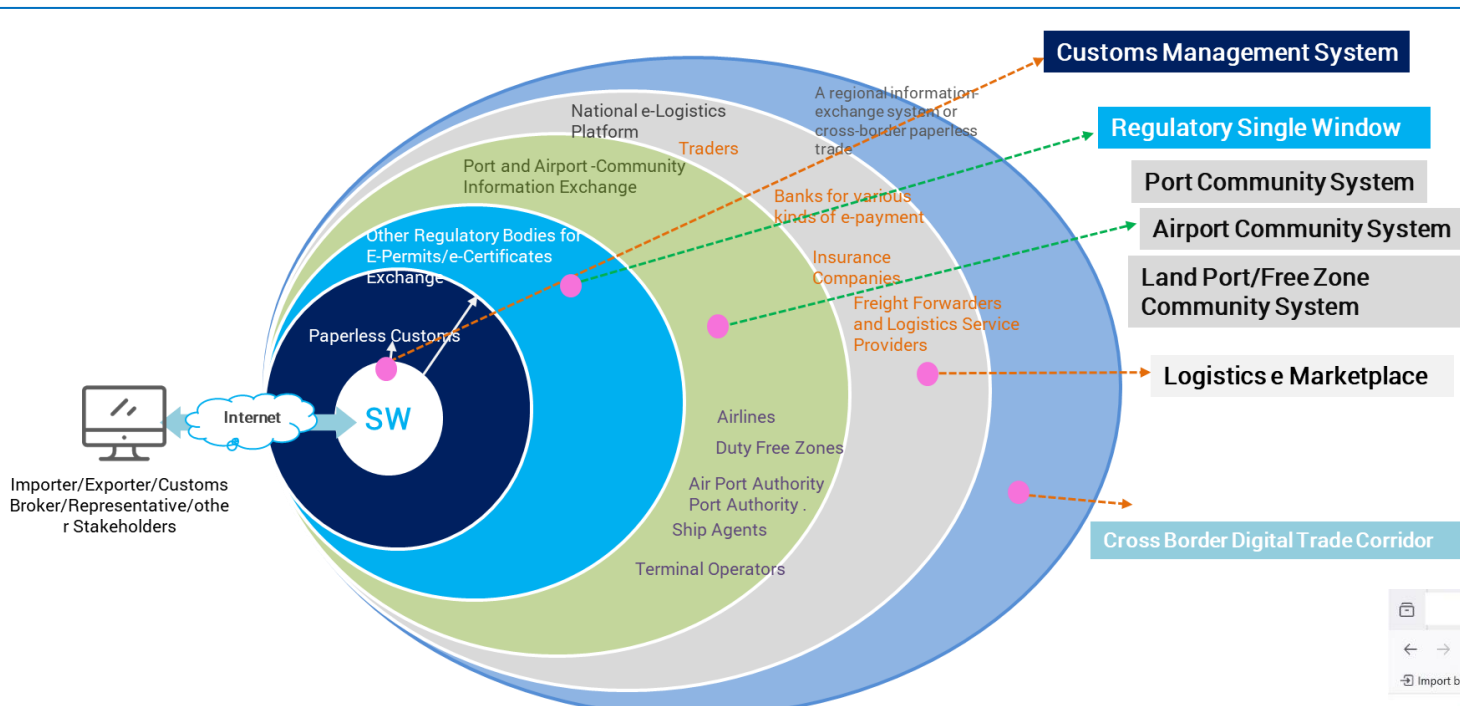 Customs Management System
A regional information-
exchange system or
cross-border paperless
trade
National e-Logistics
Platform
Regulatory Single Window
Traders
Port and Airport -Community
Information Exchange
Port Community System
Banks for various
kinds of e-payment
Airport Community System
Other Regulatory Bodies for
E-Permits/e-Certificates
Exchange
Insurance
Companies
Land Port/Free Zone
Community System
Freight Forwarders
and Logistics Service
Providers
Paperless Customs
Logistics e Marketplace
Internet
SW
Airlines
Duty Free Zones
Importer/Exporter/Customs
Broker/Representative/othe
r Stakeholders
Air Port Authority
Port Authority .
Ship Agents
Cross Border Digital Trade Corridor
Terminal Operators
Import b